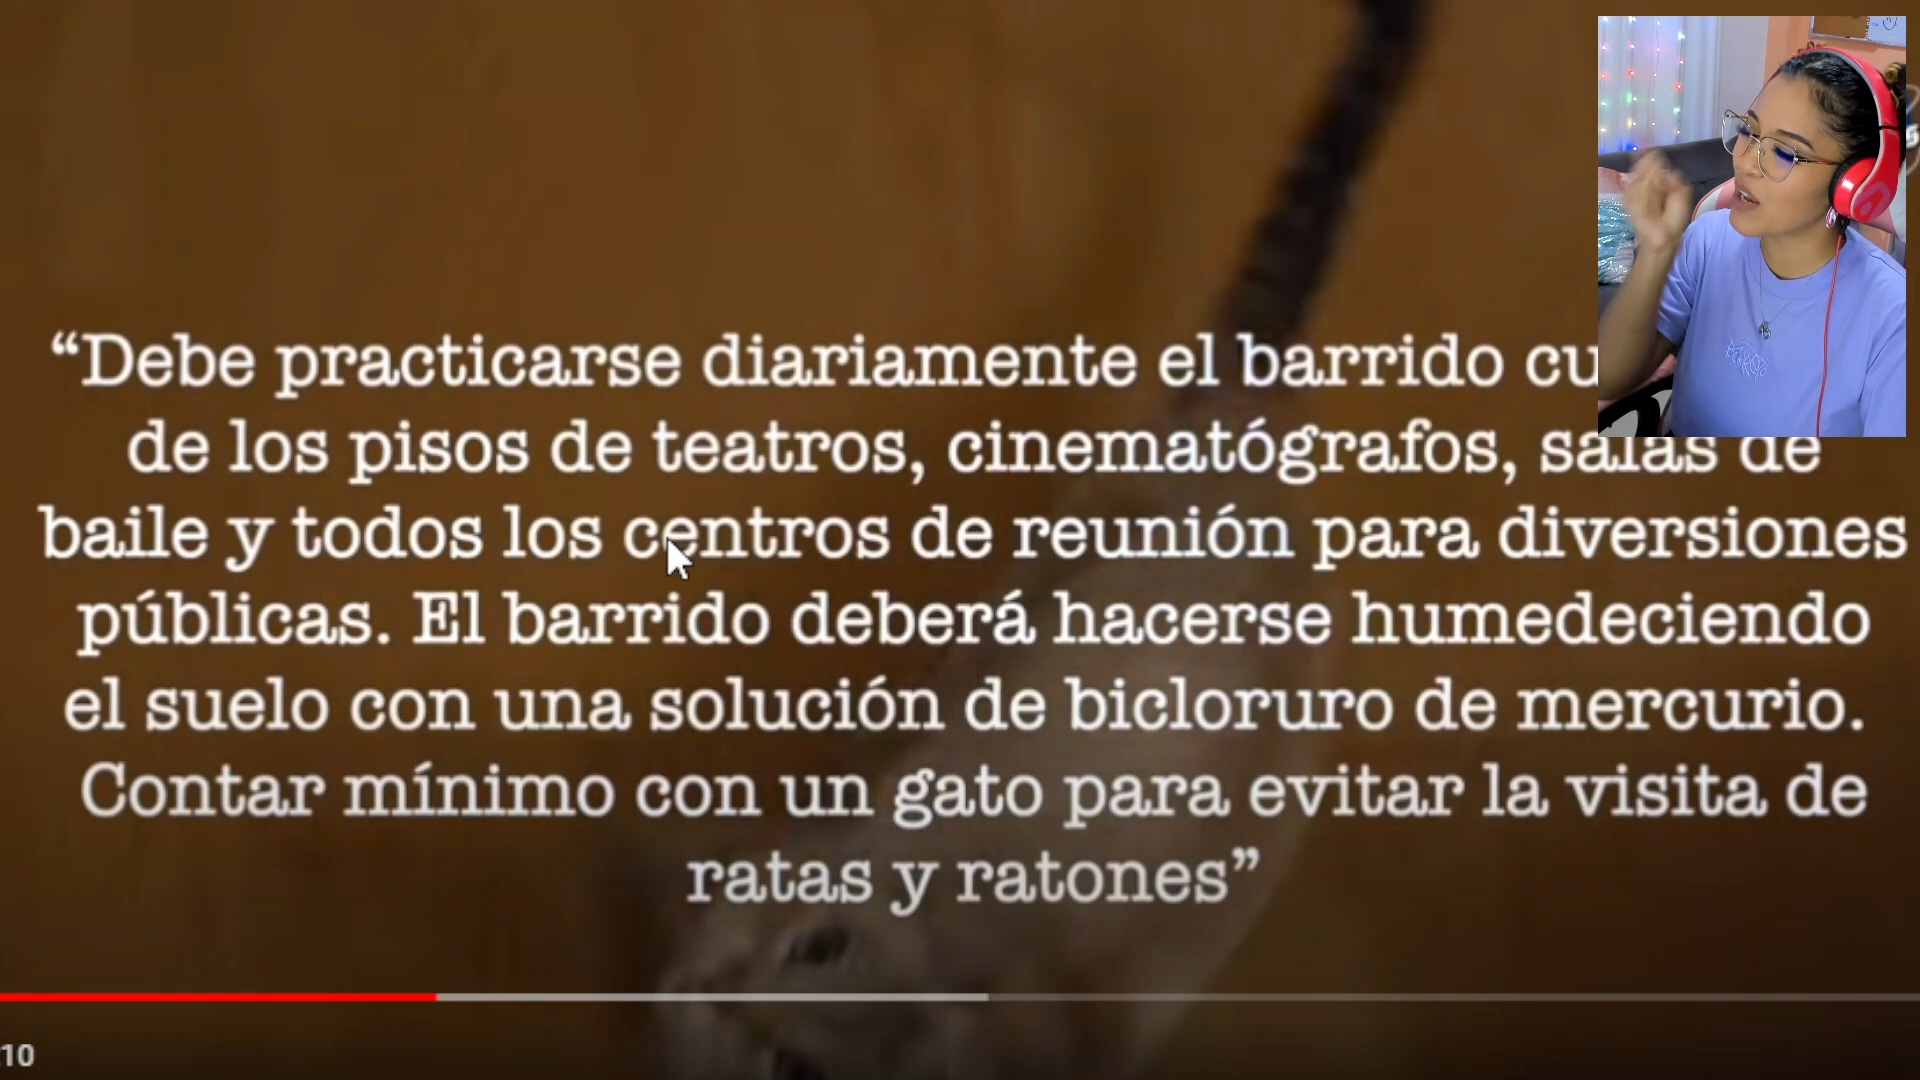 “Debe practicarse diariamente el barrido
de los pisos de teatros, cinematógrafos, salas de
baile y todos los centros de reunión para diversiones
públicas. El barrido deberá hacerse humedeciendo
el suelo con una solución de bicloruro de mercurio.
Contar mínimo con un gato para evitar la visita de
ratas y ratones”
10